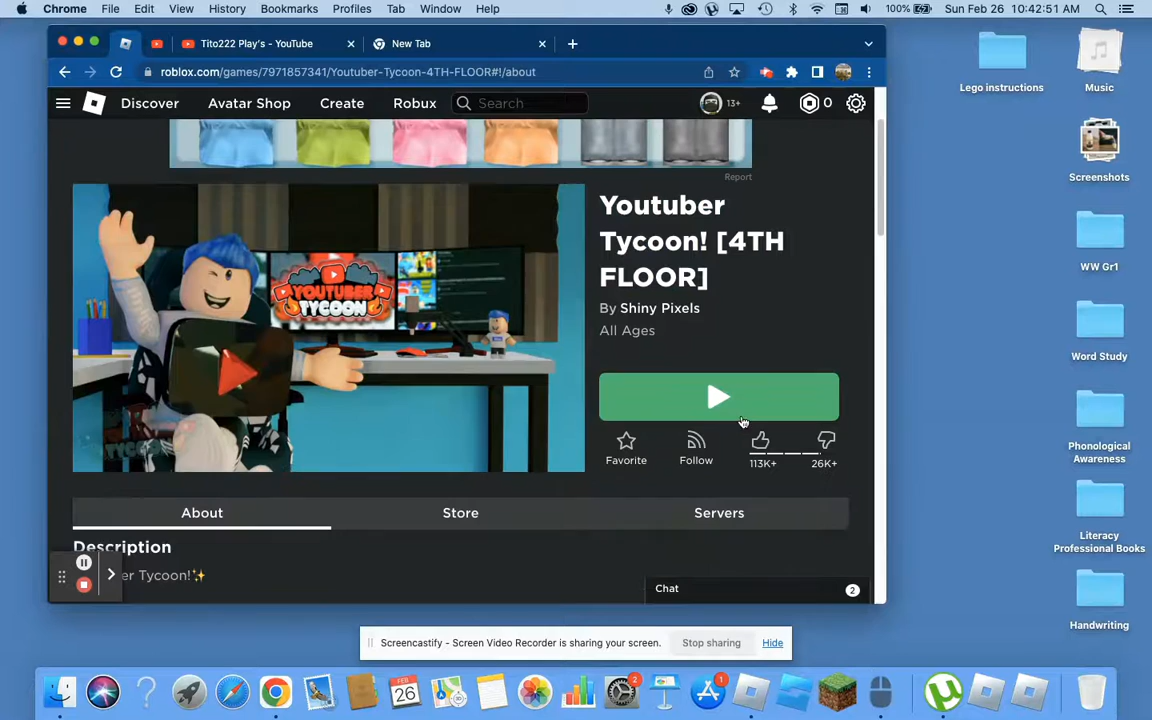 Chrome File Edit View History Bookmarks Profiles Tab Window Help 100% Sun Feb 26 10:42:51 AM
Tito222 Play's - YouTube × New Tab × +
roblox.com/games/7971857341/Youtuber-Tycoon-4TH-FLOOR#!/about
Discover Avatar Shop Create Robux Search 13+ 0
Report
Youtuber
Tycoon! [4TH
FLOOR]
By Shiny Pixels
All Ages
YOUTUBER
TYCOON
Favorite Follow 113K+ 26K+
About Store Servers
Description
er Tycoon!✨
Chat 2
Screencastify - Screen Video Recorder is sharing your screen. Stop sharing Hide
Lego instructions
Music
Screenshots
WW Gr1
Word Study
Phonological
Awareness
Literacy
Professional Books
Handwriting
FEB
26
2
1